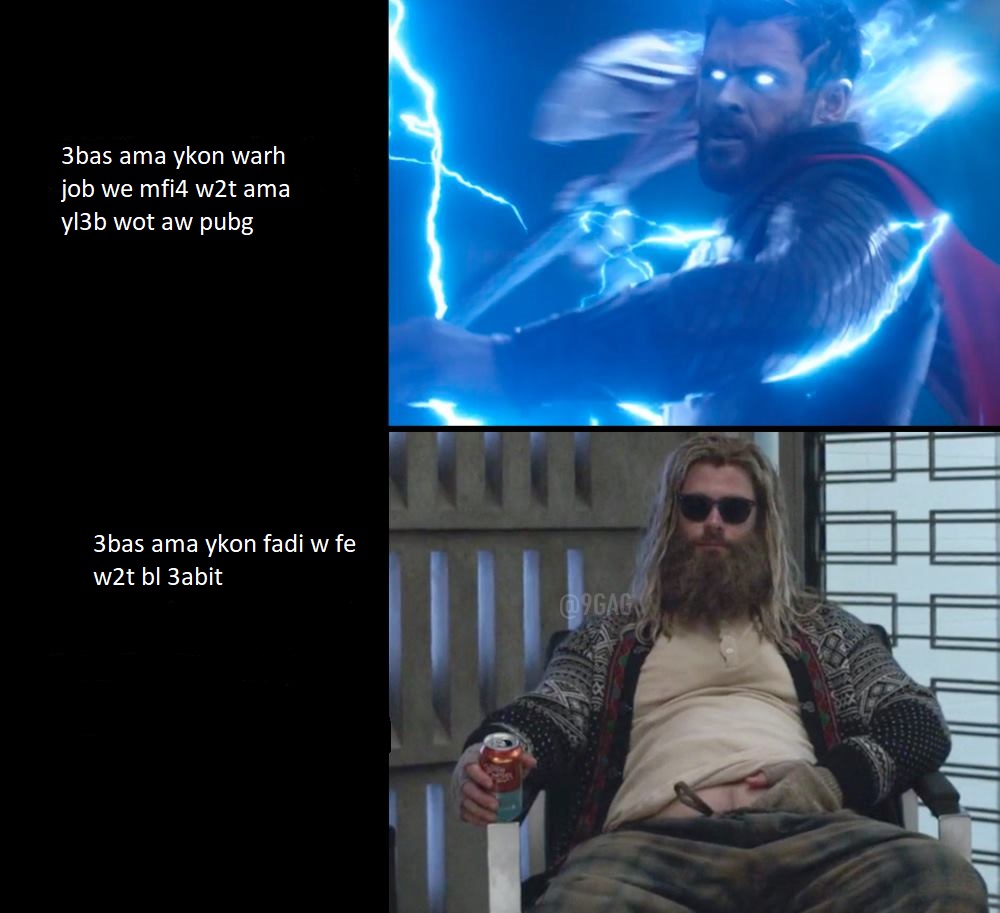 3bas ama ykon warh
job we mfi4 w2t ama
yl3b wot aw pubg
3bas ama ykon fadi w fe
w2t bl 3abit
@9GAG